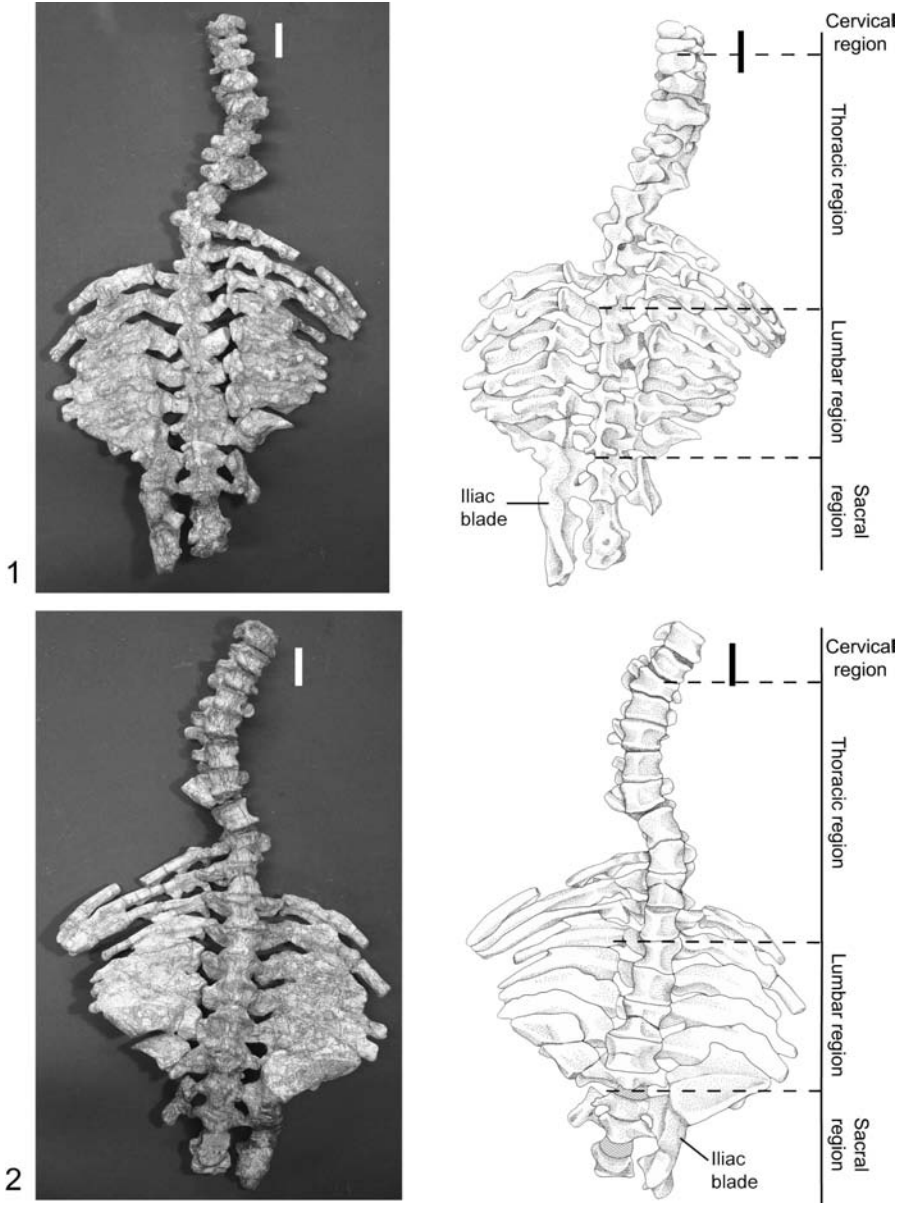 Cervical
region
Thoracic region
Lumbar region
Sacral
region
Iliac
blade
1
Cervical
region
Thoracic region
Lumbar region
Sacral
region
Iliac
blade
2